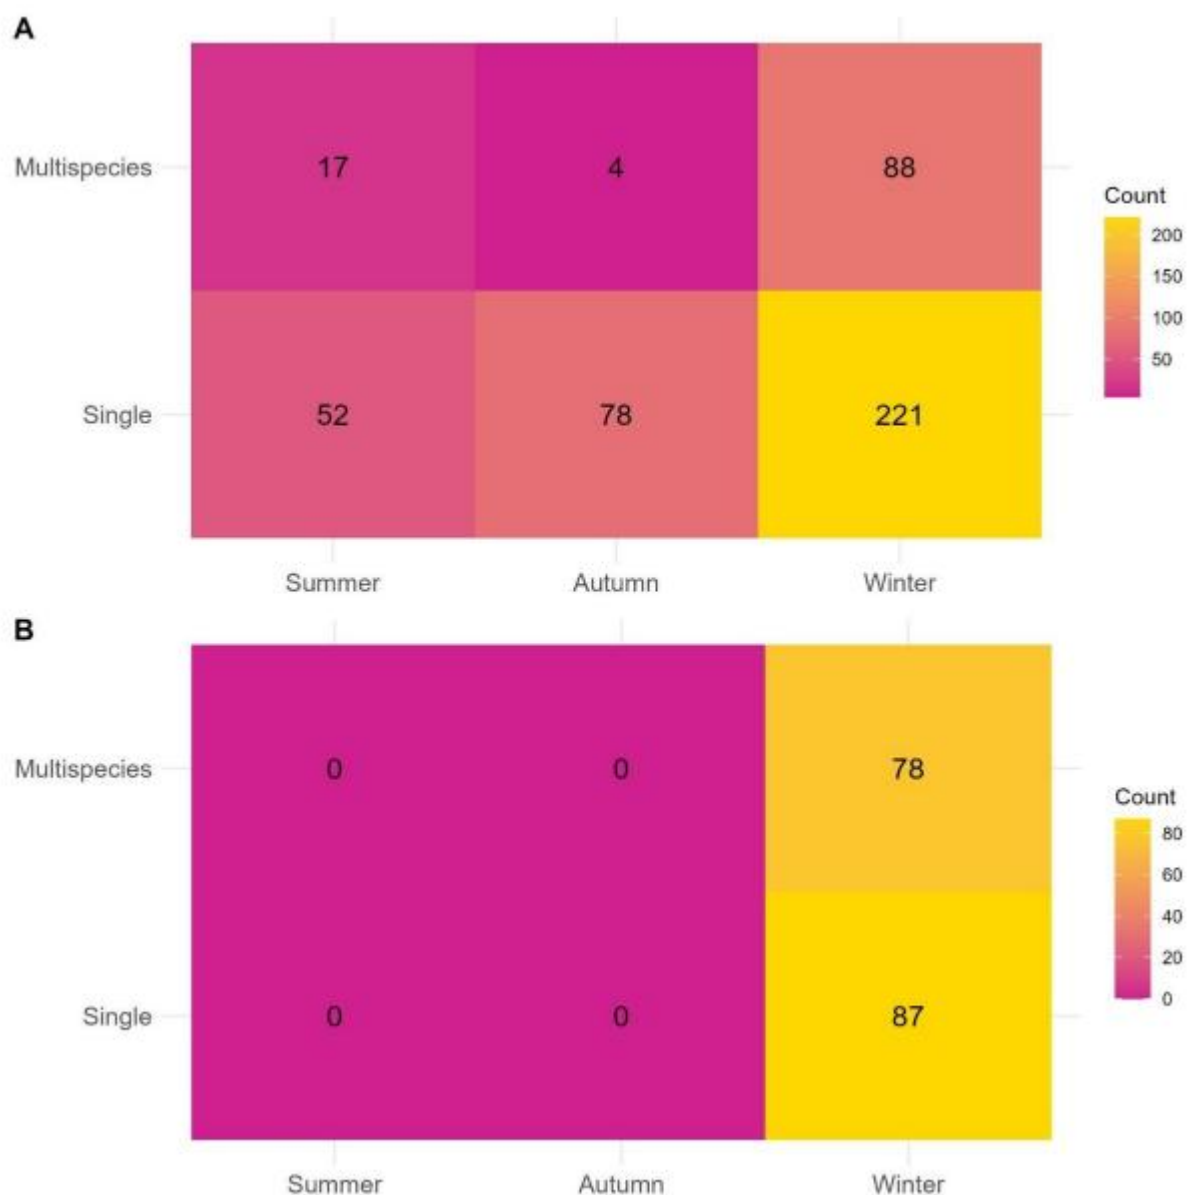 A
Multispecies 17 4 88
Count
200
150
100
50
Single 52 78 221
Summer Autumn Winter
B
Multispecies 0 0 78
Count
80
60
40
20
0
Single 0 0 87
Summer Autumn Winter